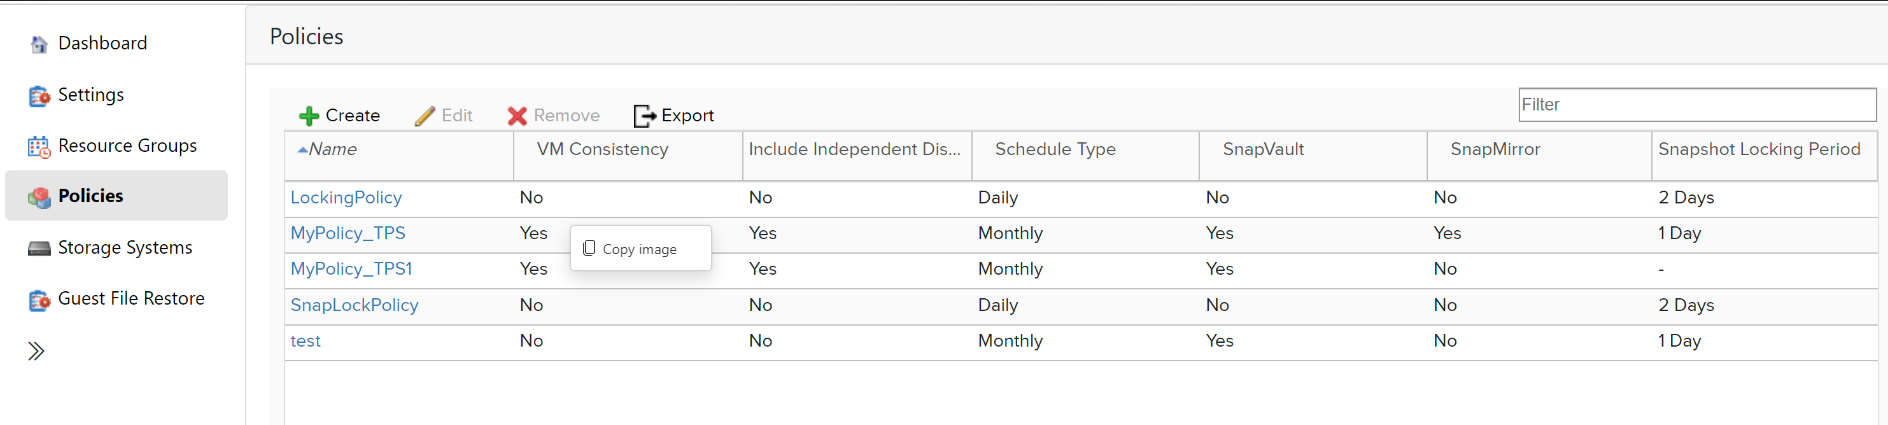 Policies
Dashboard
Settings
Resource Groups
Policies
Storage Systems
Guest File Restore
Create Edit Remove Export Filter
Name VM Consistency Include Independent Dis... Schedule Type SnapVault SnapMirror Snapshot Locking Period
LockingPolicy No No Daily No No 2 Days
MyPolicy_TPS Yes Yes Monthly Yes Yes 1 Day
Copy image
MyPolicy_TPS1 Yes Yes Monthly Yes No -
SnapLockPolicy No No Daily No No 2 Days
test No No Monthly Yes No 1 Day